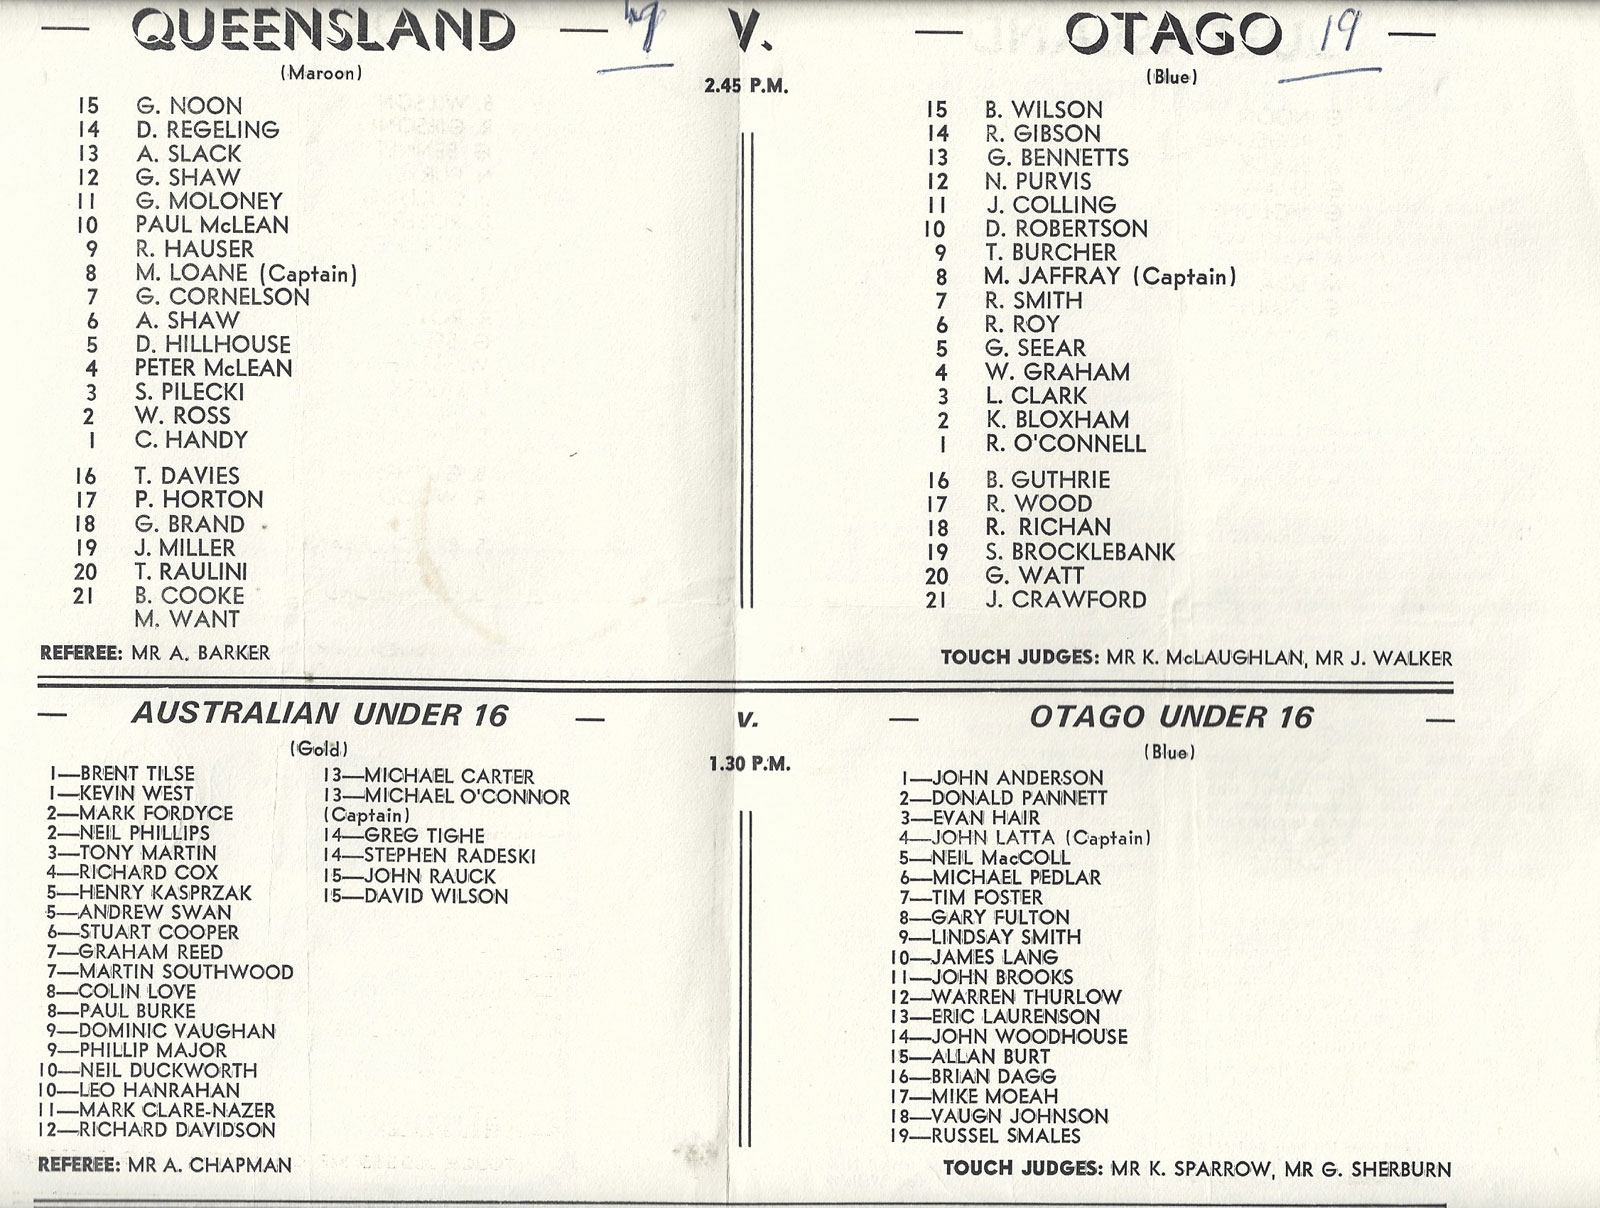 — QUEENSLAND —
(Maroon)
15 G. NOON
14 D. REGELING
13 A. SLACK
12 G. SHAW
11 G. MOLONEY
10 PAUL McLEAN
9 R. HAUSER
8 M. LOANE (Captain)
7 G. CORNELSON
6 A. SHAW
5 D. HILLHOUSE
4 PETER McLEAN
3 S. PILECKI
2 W. ROSS
1 C. HANDY
16 T. DAVIES
17 P. HORTON
18 G. BRAND
19 J. MILLER
20 T. RAULINI
21 B. COOKE
M. WANT
REFEREE: MR A. BARKER
V.
2.45 P.M.
— OTAGO 19 —
(Blue)
15 B. WILSON
14 R. GIBSON
13 G. BENNETTS
12 N. PURVIS
11 J. COLLING
10 D. ROBERTSON
9 T. BURCHER
8 M. JAFFRAY (Captain)
7 R. SMITH
6 R. ROY
5 G. SEEAR
4 W. GRAHAM
3 L. CLARK
2 K. BLOXHAM
1 R. O'CONNELL
16 B. GUTHRIE
17 R. WOOD
18 R. RICHAN
19 S. BROCKLEBANK
20 G. WATT
21 J. CRAWFORD
TOUCH JUDGES: MR K. McLAUGHLAN, MR J. WALKER
— AUSTRALIAN UNDER 16 —
(Gold)
1—BRENT TILSE
1—KEVIN WEST
2—MARK FORDYCE
2—NEIL PHILLIPS
3—TONY MARTIN
4—RICHARD COX
5—HENRY KASPRZAK
5—ANDREW SWAN
6—STUART COOPER
7—GRAHAM REED
7—MARTIN SOUTHWOOD
8—COLIN LOVE
8—PAUL BURKE
9—DOMINIC VAUGHAN
9—PHILLIP MAJOR
10—NEIL DUCKWORTH
10—LEO HANRAHAN
11—MARK CLARE-NAZER
12—RICHARD DAVIDSON
13—MICHAEL CARTER
13—MICHAEL O'CONNOR
(Captain)
14—GREG TIGHE
14—STEPHEN RADESKI
15—JOHN RAUCK
15—DAVID WILSON
REFEREE: MR A. CHAPMAN
v.
1.30 P.M.
— OTAGO UNDER 16 —
(Blue)
1—JOHN ANDERSON
2—DONALD PANNETT
3—EVAN HAIR
4—JOHN LATTA (Captain)
5—NEIL MacCOLL
6—MICHAEL PEDLAR
7—TIM FOSTER
8—GARY FULTON
9—LINDSAY SMITH
10—JAMES LANG
11—JOHN BROOKS
12—WARREN THURLOW
13—ERIC LAURENSON
14—JOHN WOODHOUSE
15—ALLAN BURT
16—BRIAN DAGG
17—MIKE MOEAH
18—VAUGN JOHNSON
19—RUSSEL SMALES
TOUCH JUDGES: MR K. SPARROW, MR G. SHERBURN